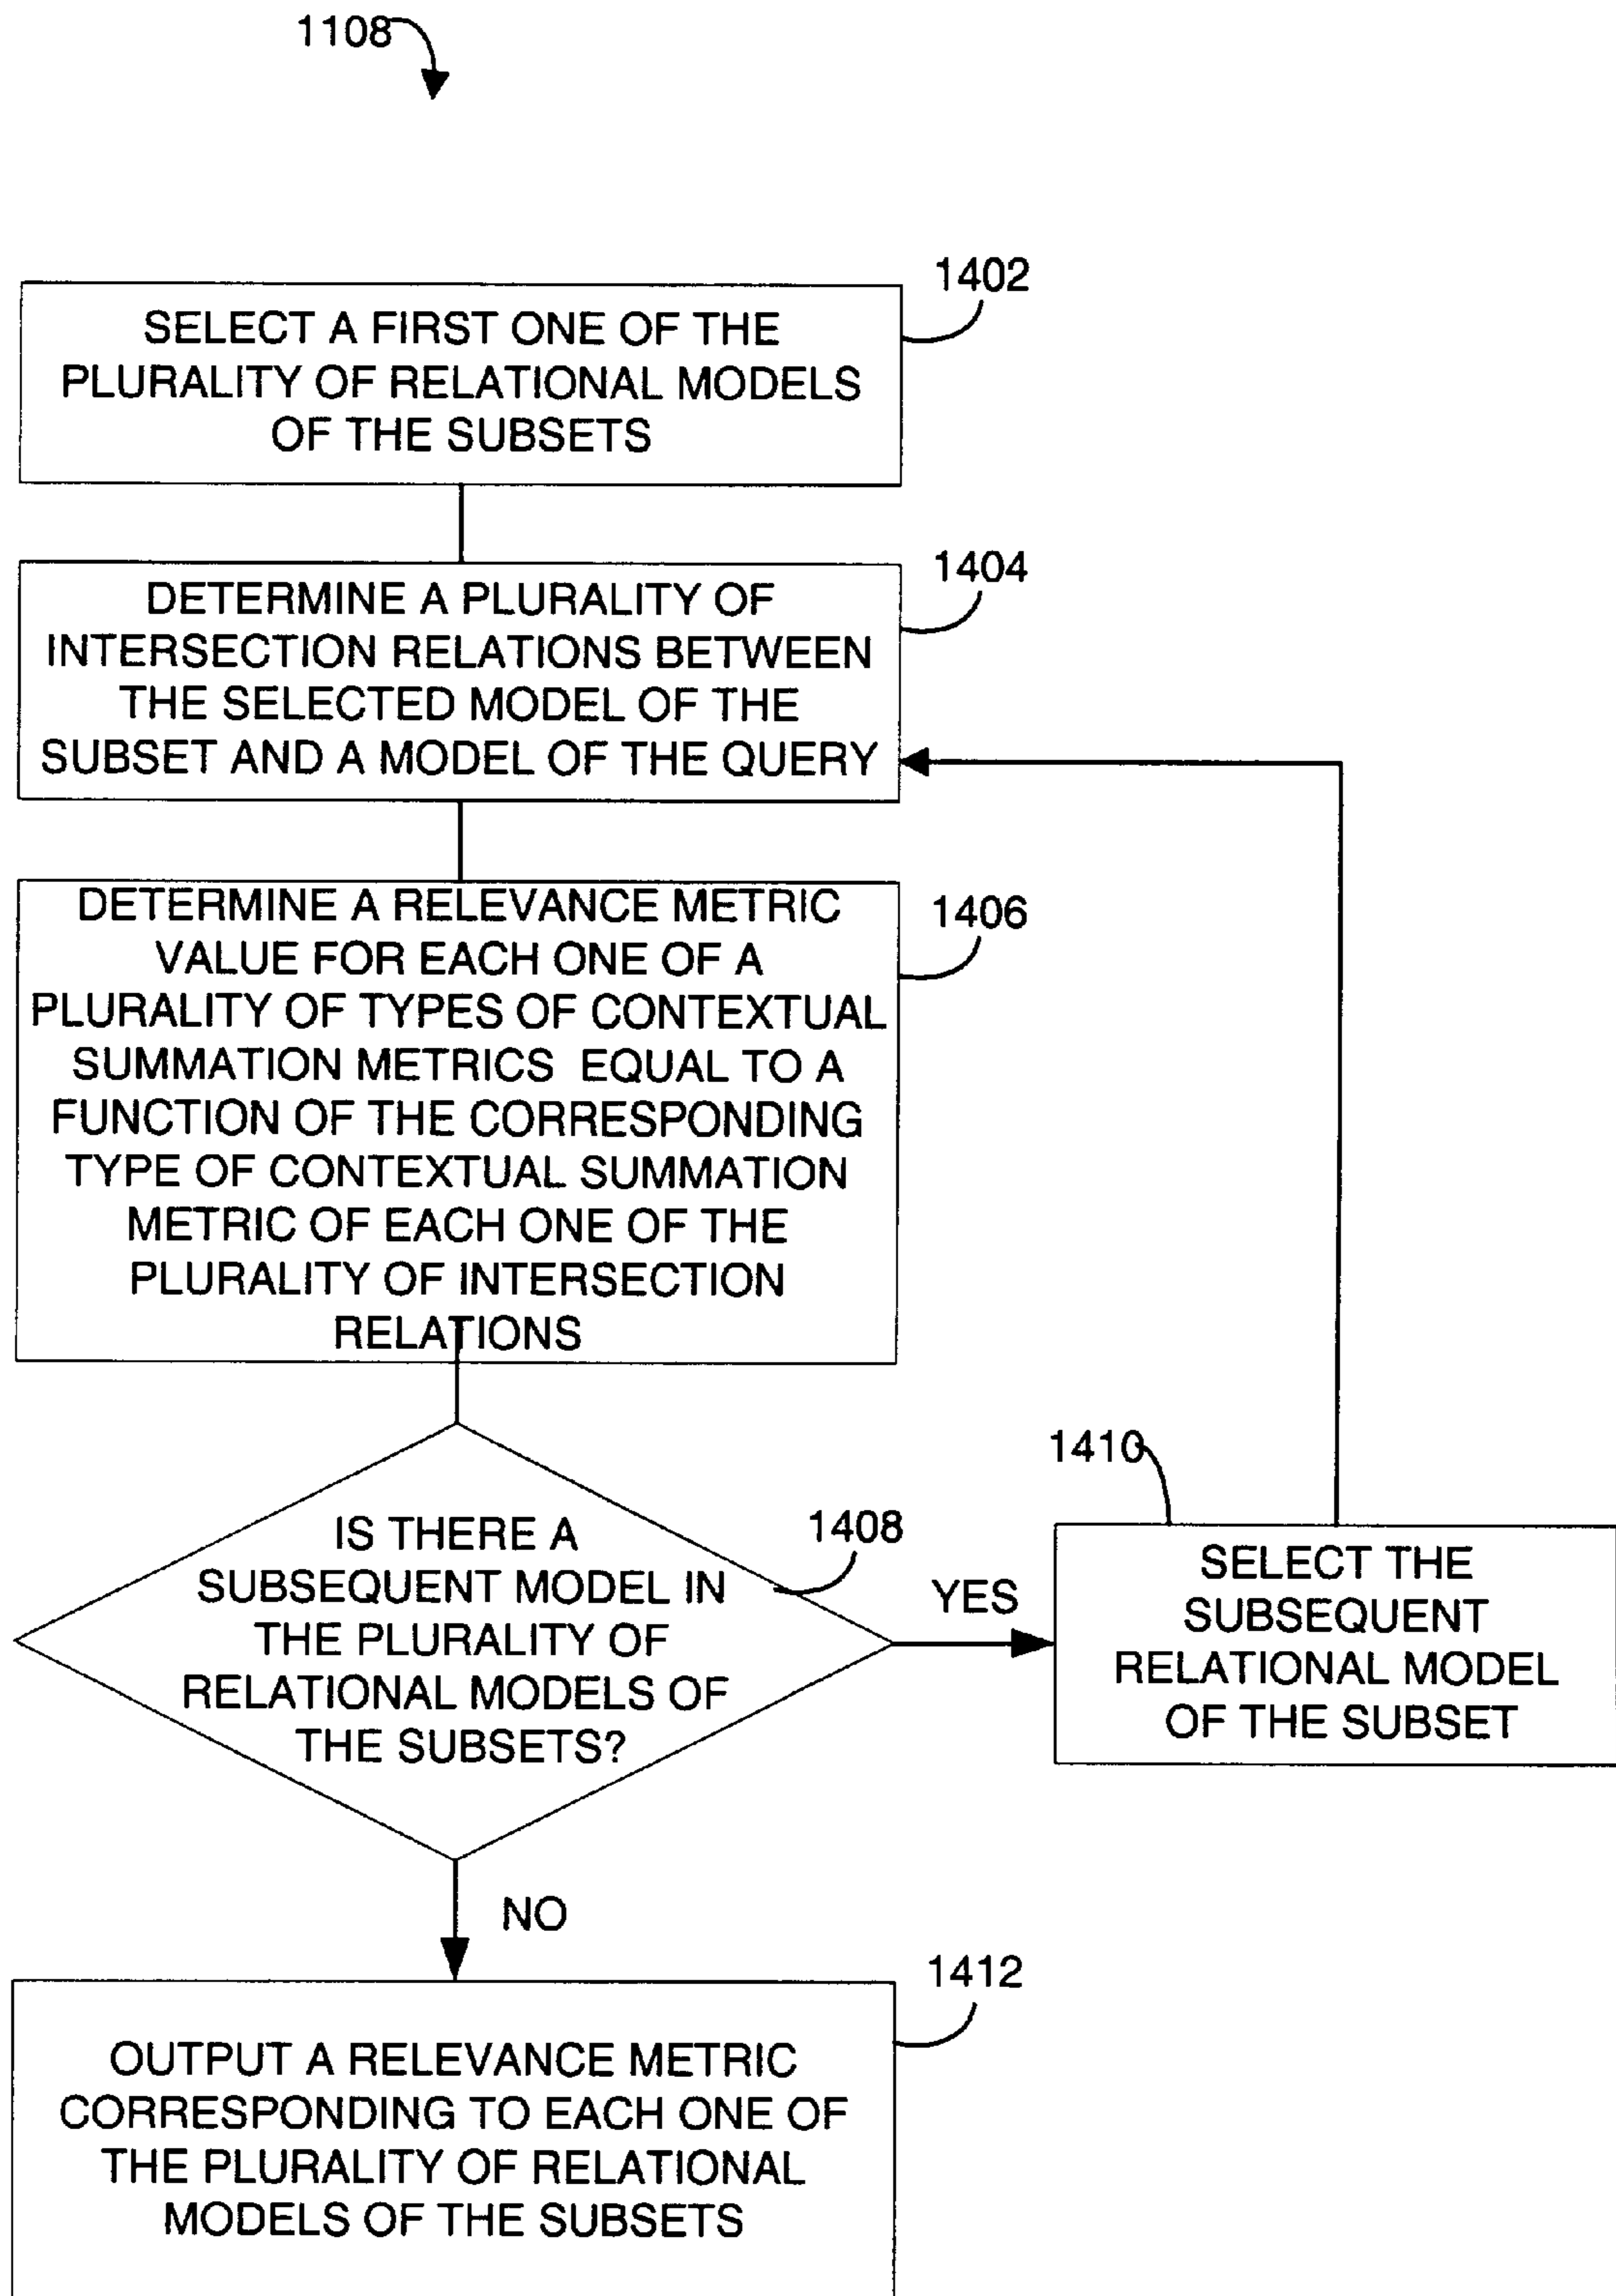 1108
1402
SELECT A FIRST ONE OF THE
PLURALITY OF RELATIONAL MODELS
OF THE SUBSETS
1404
DETERMINE A PLURALITY OF
INTERSECTION RELATIONS BETWEEN
THE SELECTED MODEL OF THE
SUBSET AND A MODEL OF THE QUERY
1406
DETERMINE A RELEVANCE METRIC
VALUE FOR EACH ONE OF A
PLURALITY OF TYPES OF CONTEXTUAL
SUMMATION METRICS EQUAL TO A
FUNCTION OF THE CORRESPONDING
TYPE OF CONTEXTUAL SUMMATION
METRIC OF EACH ONE OF THE
PLURALITY OF INTERSECTION
RELATIONS
1408
IS THERE A
SUBSEQUENT MODEL IN
THE PLURALITY OF
RELATIONAL MODELS OF
THE SUBSETS?
YES
1410
SELECT THE
SUBSEQUENT
RELATIONAL MODEL
OF THE SUBSET
NO
1412
OUTPUT A RELEVANCE METRIC
CORRESPONDING TO EACH ONE OF
THE PLURALITY OF RELATIONAL
MODELS OF THE SUBSETS